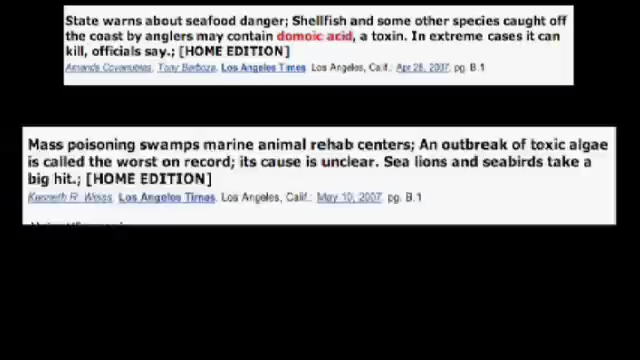 State warns about seafood danger; Shellfish and some other species caught off
the coast by anglers may contain domoic acid, a toxin. In extreme cases it can
kill, officials say.; [HOME EDITION]
Amanda Covarrubias, Tony Barboza. Los Angeles Times. Los Angeles, Calif.: Apr 28, 2007. pg. B.1
Mass poisoning swamps marine animal rehab centers; An outbreak of toxic algae
is called the worst on record; its cause is unclear. Sea lions and seabirds take a
big hit.; [HOME EDITION]
Kenneth R. Weiss. Los Angeles Times. Los Angeles, Calif.: May 10, 2007. pg. B.1